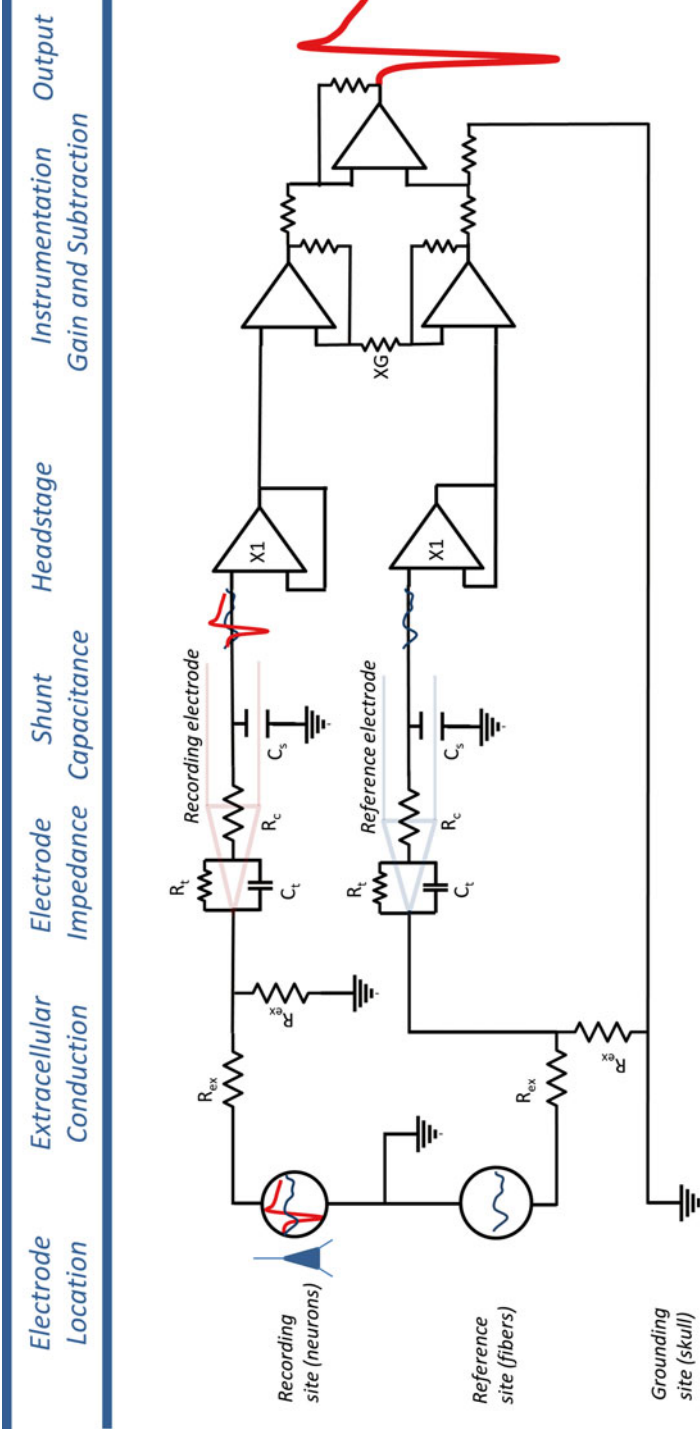 Electrode
Location
Extracellular
Conduction
Electrode
Impedance
Shunt
Capacitance
Headstage
Instrumentation
Gain and Subtraction
Output
Recording
site (neurons)
Rex
Rex
Rt
Ct
Rc
Recording electrode
Cs
X1
XG
Reference
site (fibers)
Rex
Rex
Rt
Ct
Rc
Reference electrode
Cs
X1
Grounding
site (skull)